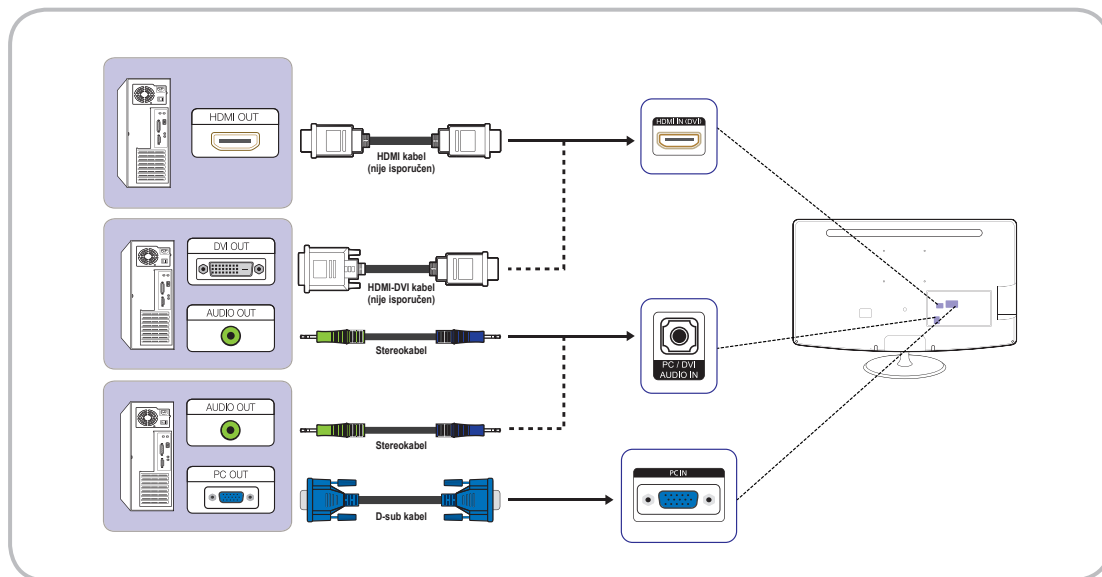 HDMI OUT
HDMI kabel
(nije isporučen)
HDMI IN (DVI)
DVI OUT
HDMI-DVI kabel
(nije isporučen)
AUDIO OUT
Stereokabel
PC / DVI
AUDIO IN
AUDIO OUT
Stereokabel
PC OUT
D-sub kabel
PC IN